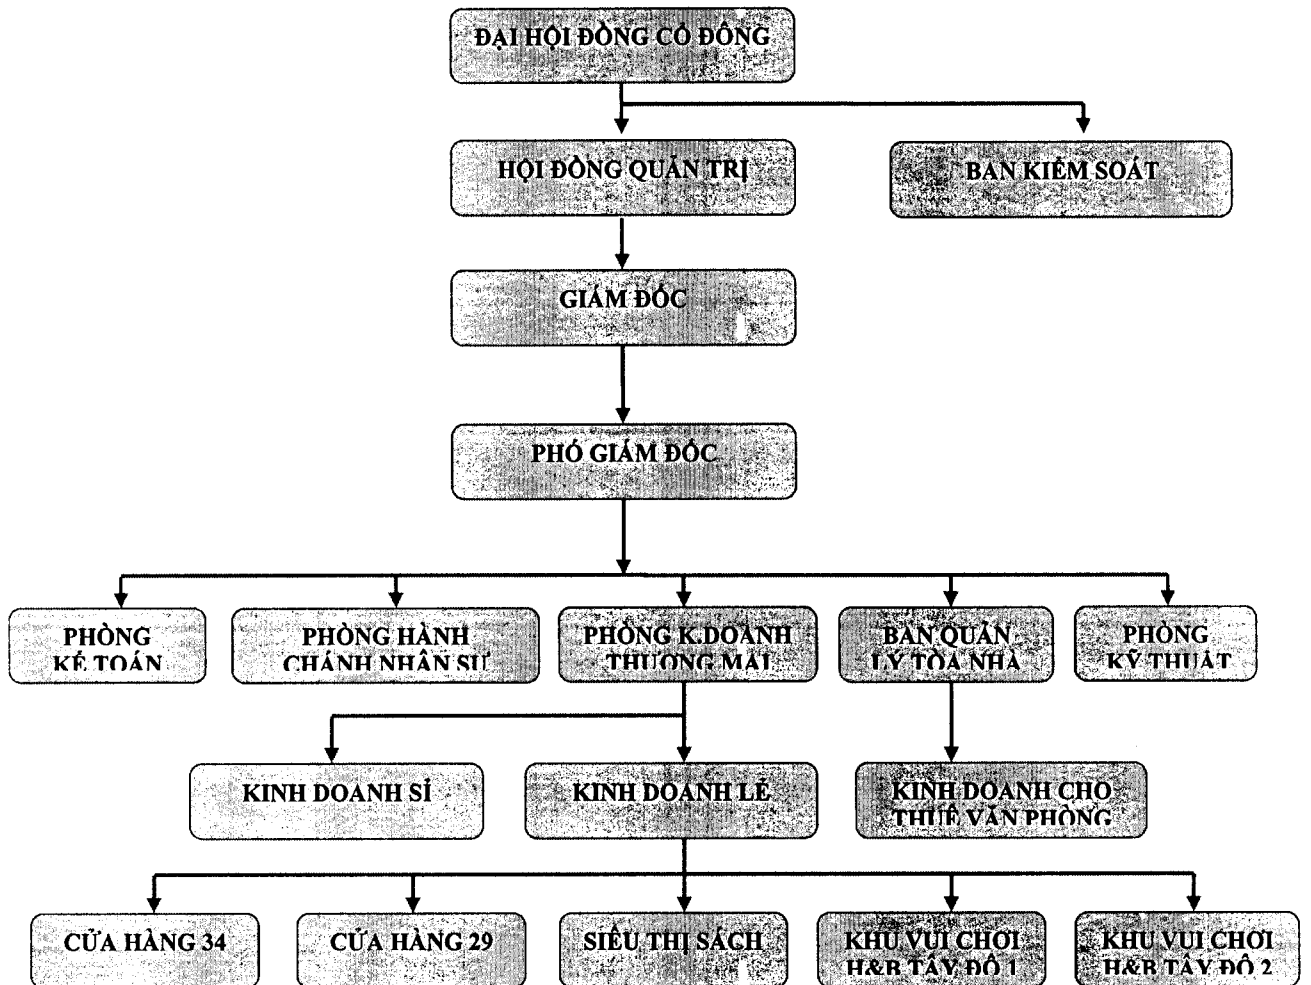 ĐẠI HỘI ĐỒNG CỔ ĐÔNG
HỘI ĐỒNG QUẢN TRỊ
BAN KIỂM SOÁT
GIÁM ĐỐC
PHÓ GIÁM ĐỐC
PHÒNG
KẾ TOÁN
PHÒNG HÀNH
CHÁNH NHÂN SỰ
PHÒNG K.DOANH
THƯƠNG MẠI
BAN QUẢN
LÝ TÒA NHÀ
PHÒNG
KỸ THUẬT
KINH DOANH SỈ
KINH DOANH LẺ
KINH DOANH CHO
THUÊ VĂN PHÒNG
CỬA HÀNG 34
CỬA HÀNG 29
SIÊU THỊ SÁCH
KHU VUI CHƠI
H&B TÂY ĐÔ 1
KHU VUI CHƠI
H&B TÂY ĐÔ 2